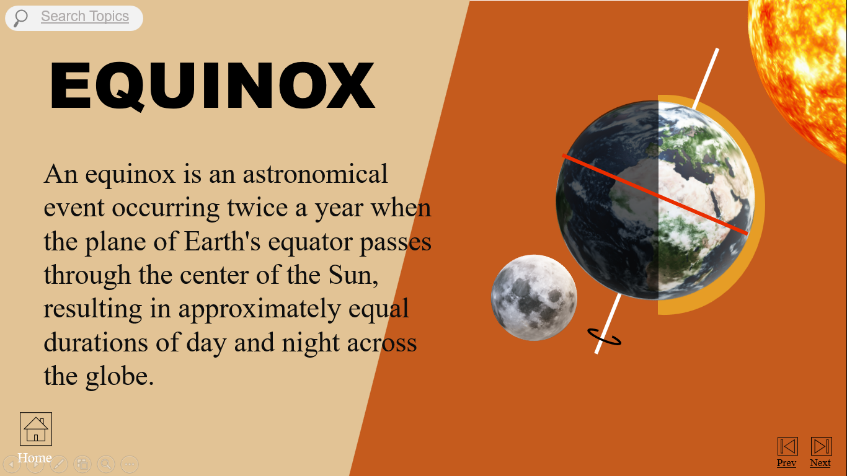 Search Topics
EQUINOX
An equinox is an astronomical
event occurring twice a year when
the plane of Earth's equator passes
through the center of the Sun,
resulting in approximately equal
durations of day and night across
the globe.
Home
Prev
Next